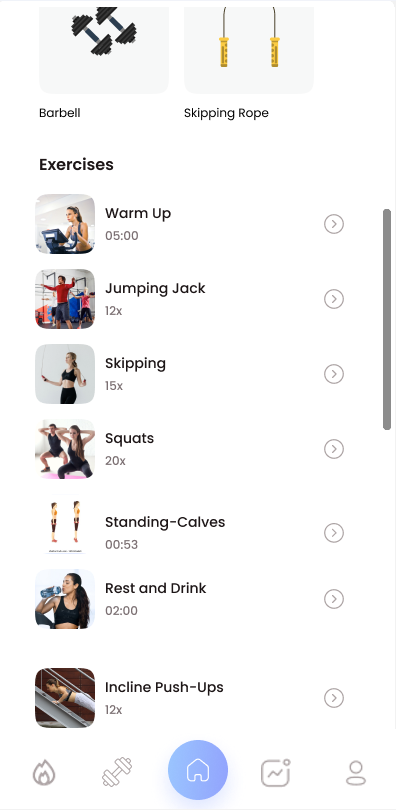 Barbell
Skipping Rope
Exercises
Warm Up
05:00
Jumping Jack
12x
Skipping
15x
Squats
20x
Standing-Calves
00:53
Rest and Drink
02:00
Incline Push-Ups
12x